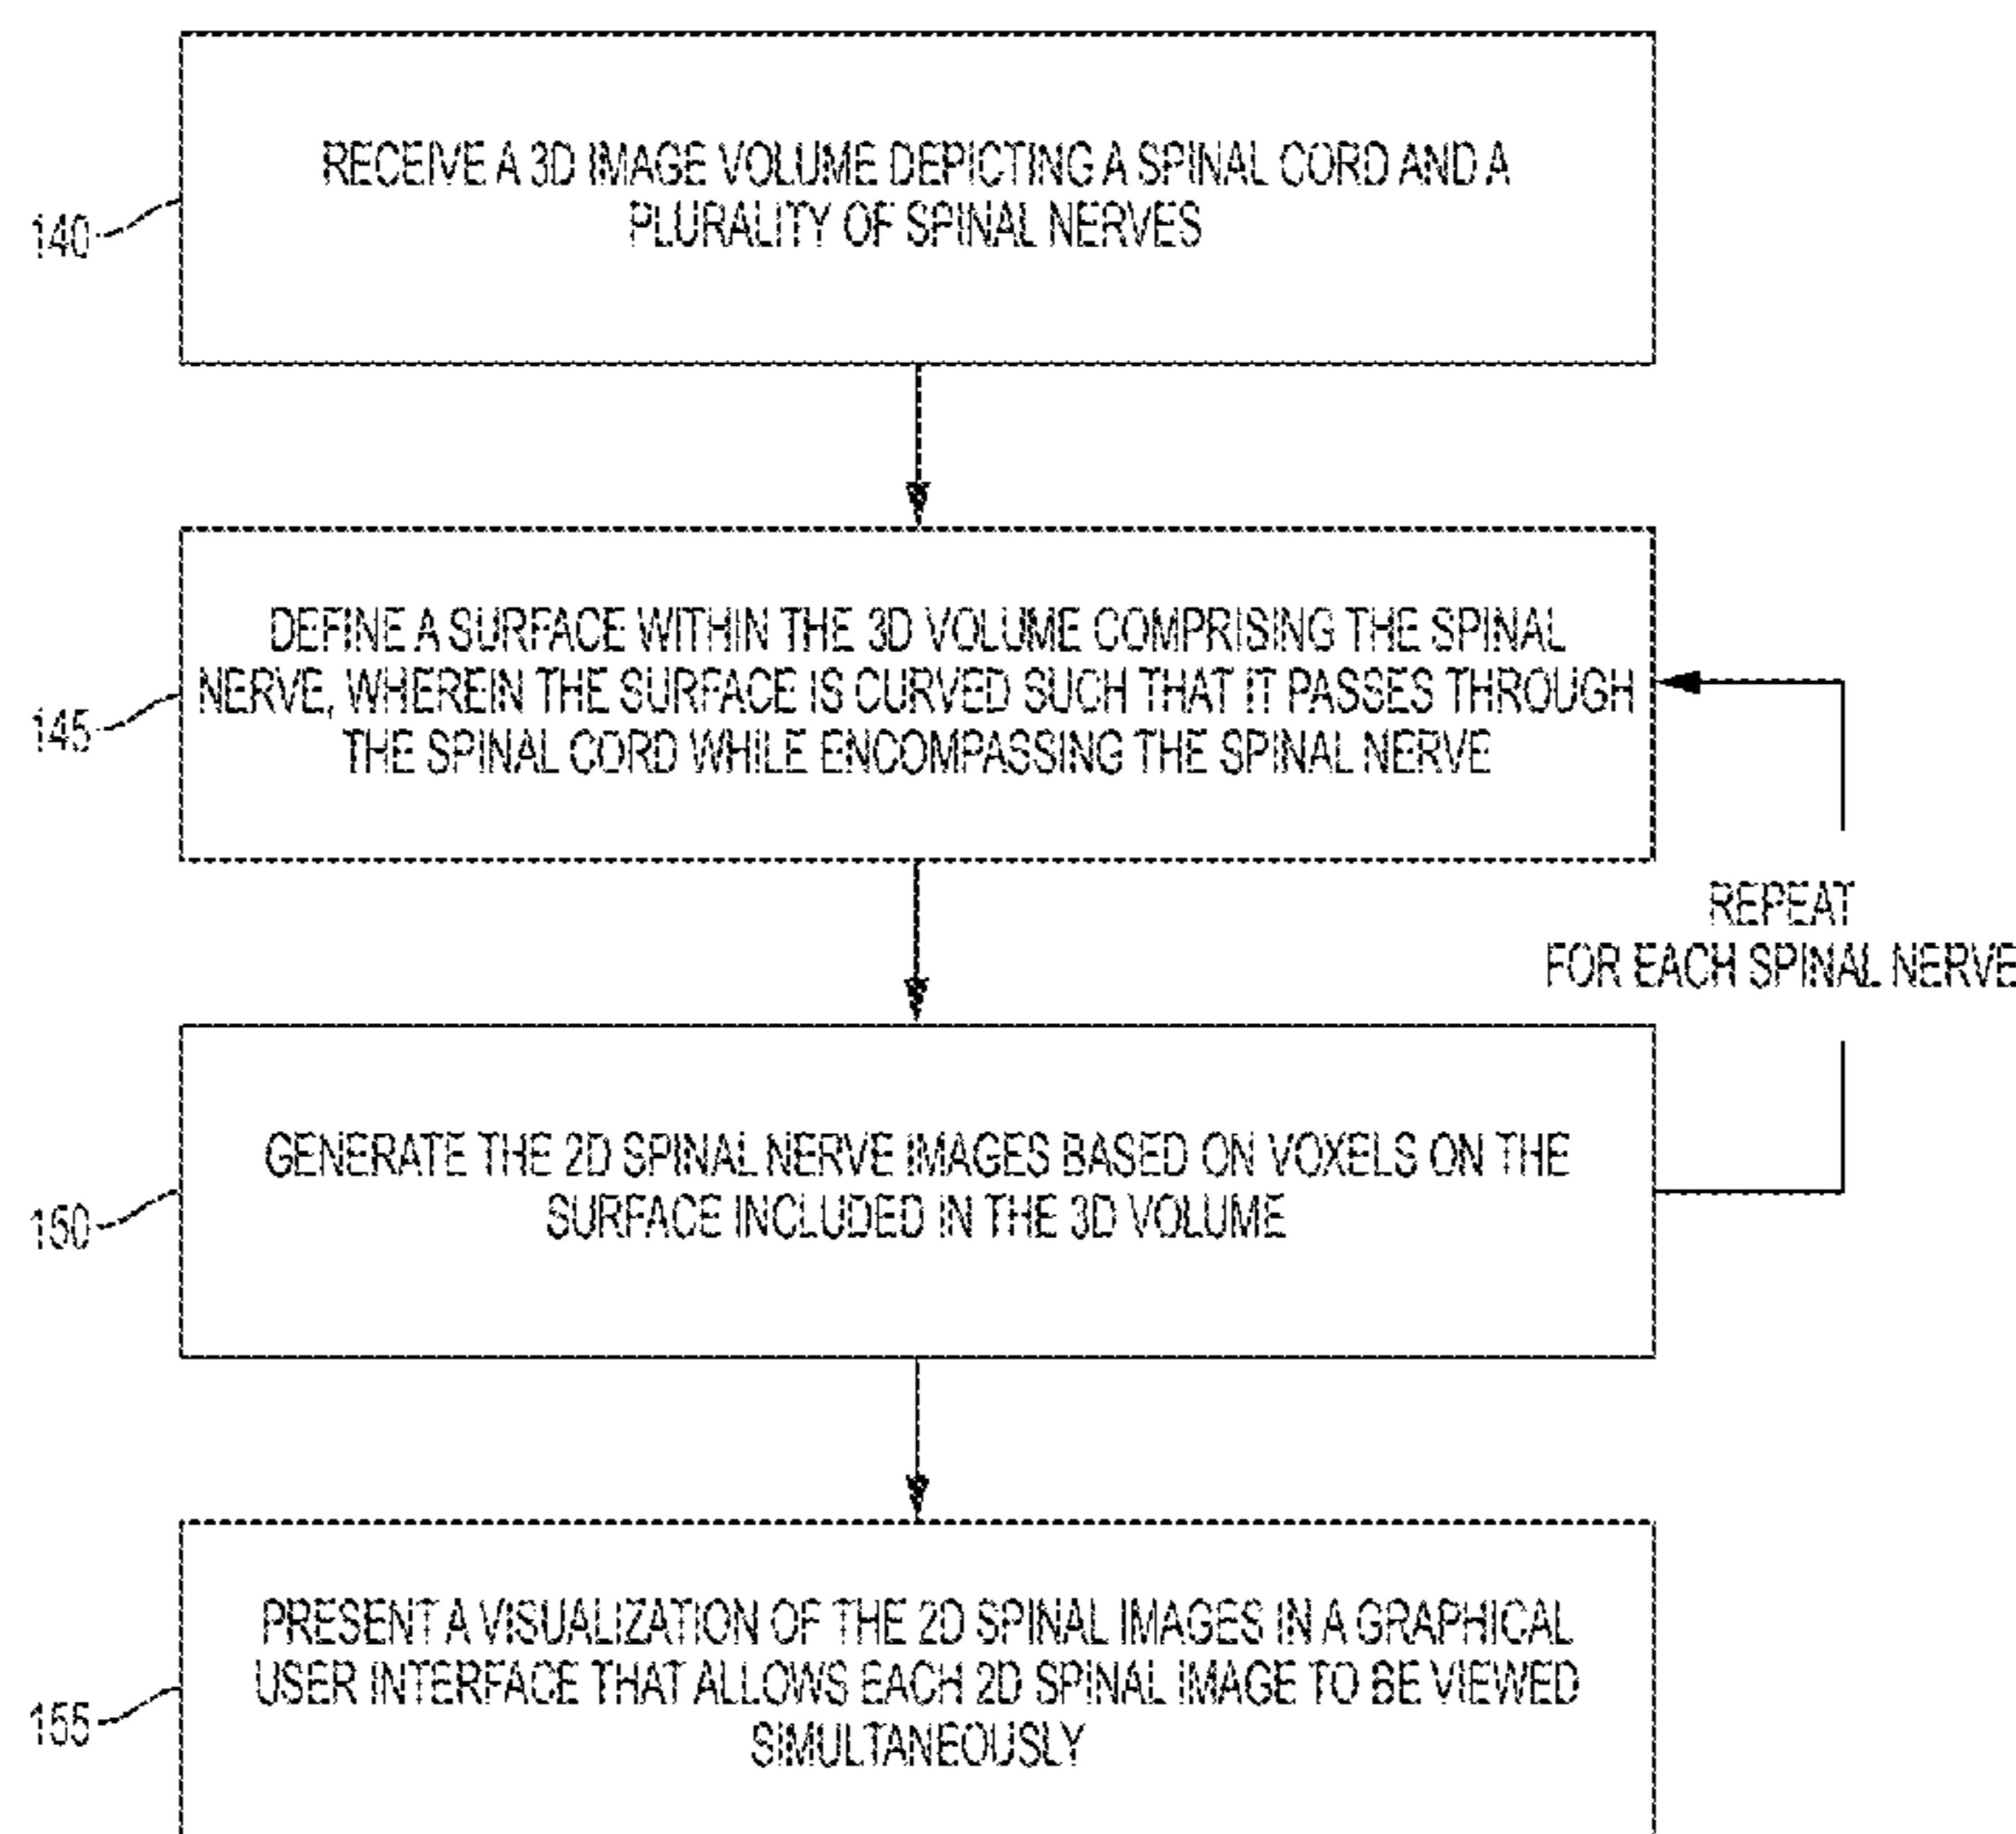 RECEIVE A 3D IMAGE VOLUME DEPICTING A SPINAL CORD AND A
PLURALITY OF SPINAL NERVES
140
DEFINE A SURFACE WITHIN THE 3D VOLUME COMPRISING THE SPINAL
NERVE, WHEREIN THE SURFACE IS CURVED SUCH THAT IT PASSES THROUGH
THE SPINAL CORD WHILE ENCOMPASSING THE SPINAL NERVE
145
REPEAT
FOR EACH SPINAL NERVE
GENERATE THE 2D SPINAL NERVE IMAGES BASED ON VOXELS ON THE
SURFACE INCLUDED IN THE 3D VOLUME
150
PRESENT A VISUALIZATION OF THE 2D SPINAL IMAGES IN A GRAPHICAL
USER INTERFACE THAT ALLOWS EACH 2D SPINAL IMAGE TO BE VIEWED
SIMULTANEOUSLY
155